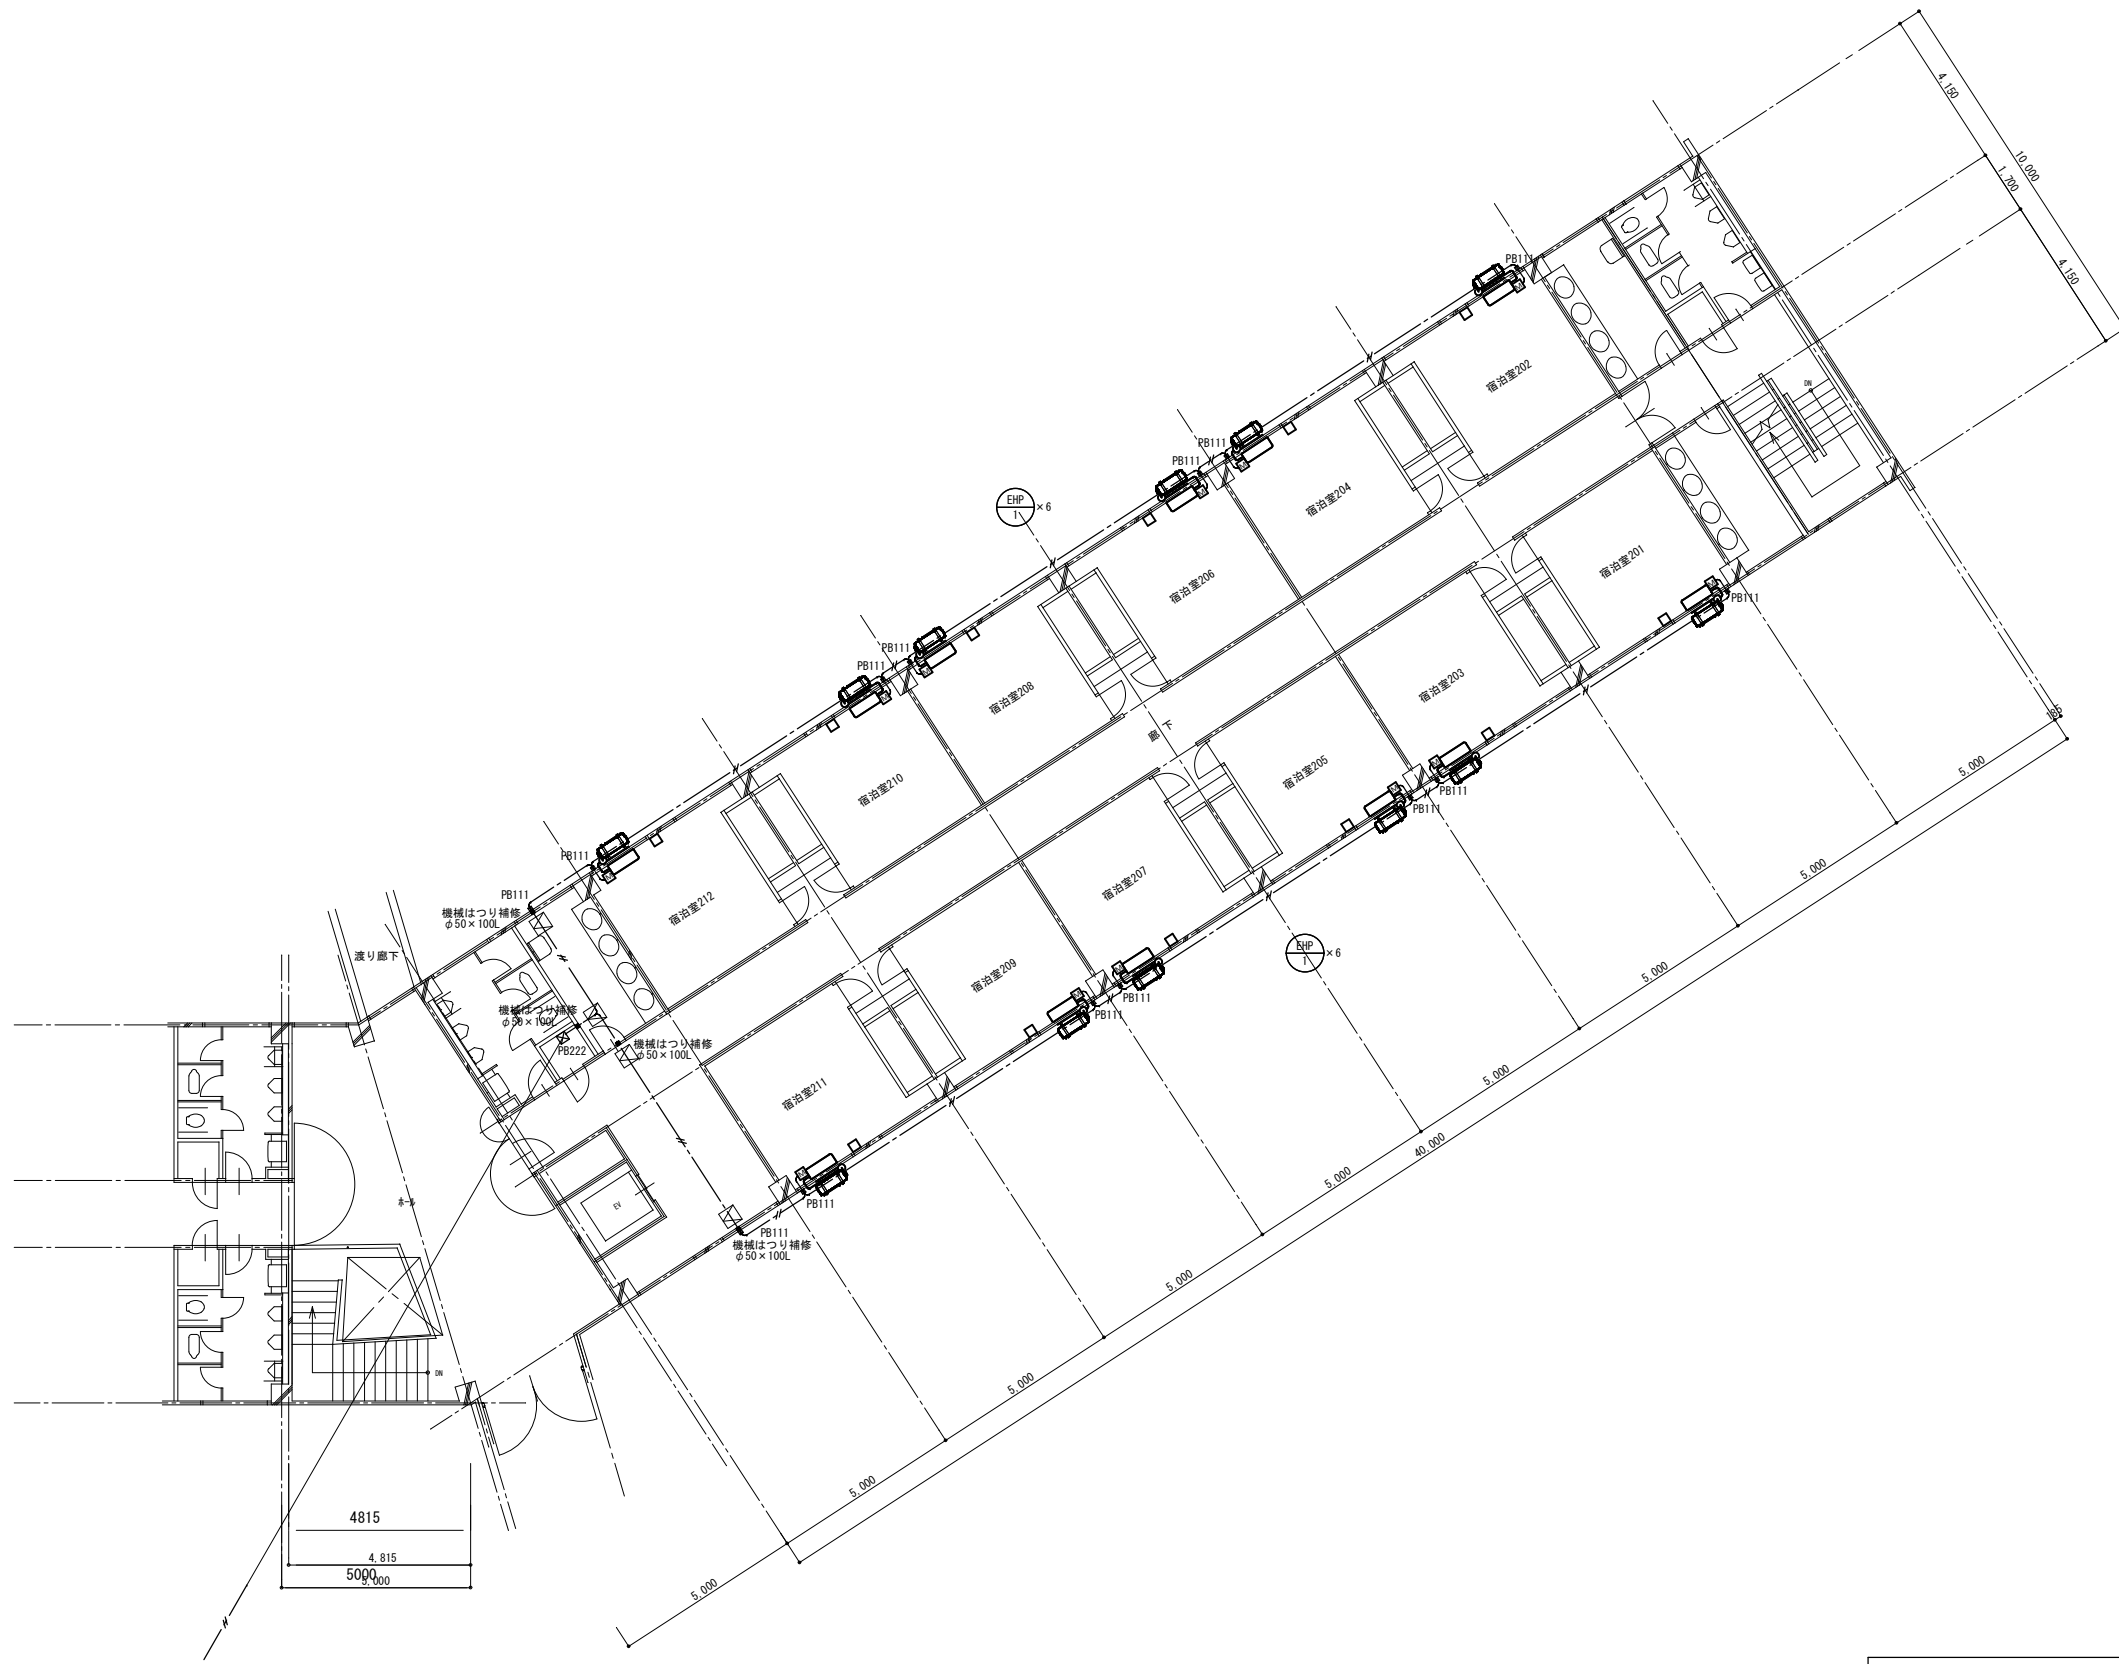 4,150
10,000
1,700
4,150
PB111
宿泊室202
DN
PB111
PB111
宿泊室204
EHP
1
×6
宿泊室201
宿泊室206
PB111
PB111
PB111
宿泊室203
宿泊室208
廊下
185
宿泊室205
5,000
宿泊室210
PB111
PB111
PB111
5,000
宿泊室207
PB111
機械はつり補修
φ50×100L
宿泊室212
渡り廊下
EHP
1
×6
宿泊室209
5,000
PB111
PB111
機械はつり補修
φ50×100L
PB222
機械はつり補修
φ50×100L
5,000
宿泊室211
5,000
40,000
ホール
EV
PB111
PB111
機械はつり補修
φ50×100L
5,000
DN
5,000
5,000
4815
4,815
5000
5,000
5,000